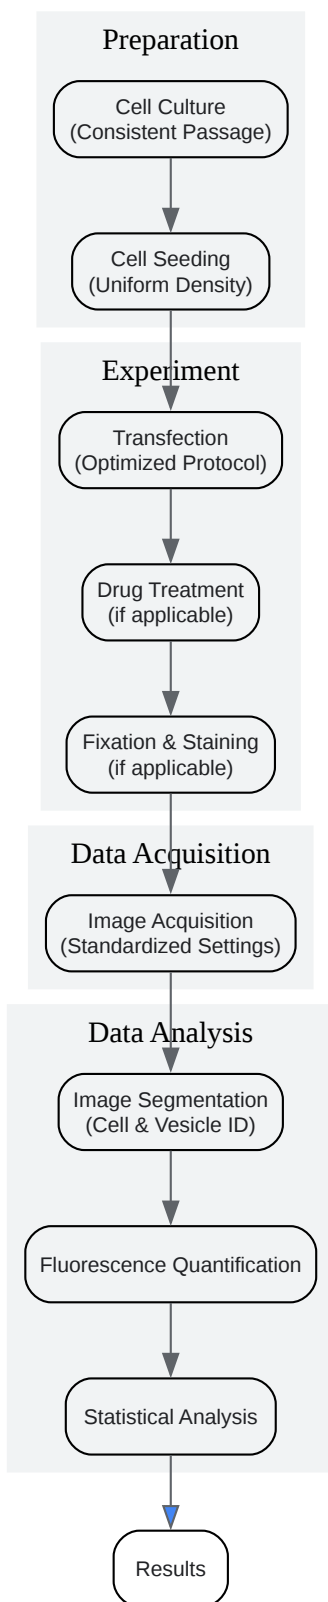 Preparation
Cell Culture
(Consistent Passage)
Cell Seeding
(Uniform Density)
Experiment
Transfection
(Optimized Protocol)
Drug Treatment
(if applicable)
Fixation & Staining
(if applicable)
Data Acquisition
Image Acquisition
(Standardized Settings)
Data Analysis
Image Segmentation
(Cell & Vesicle ID)
Fluorescence Quantification
Statistical Analysis
Results